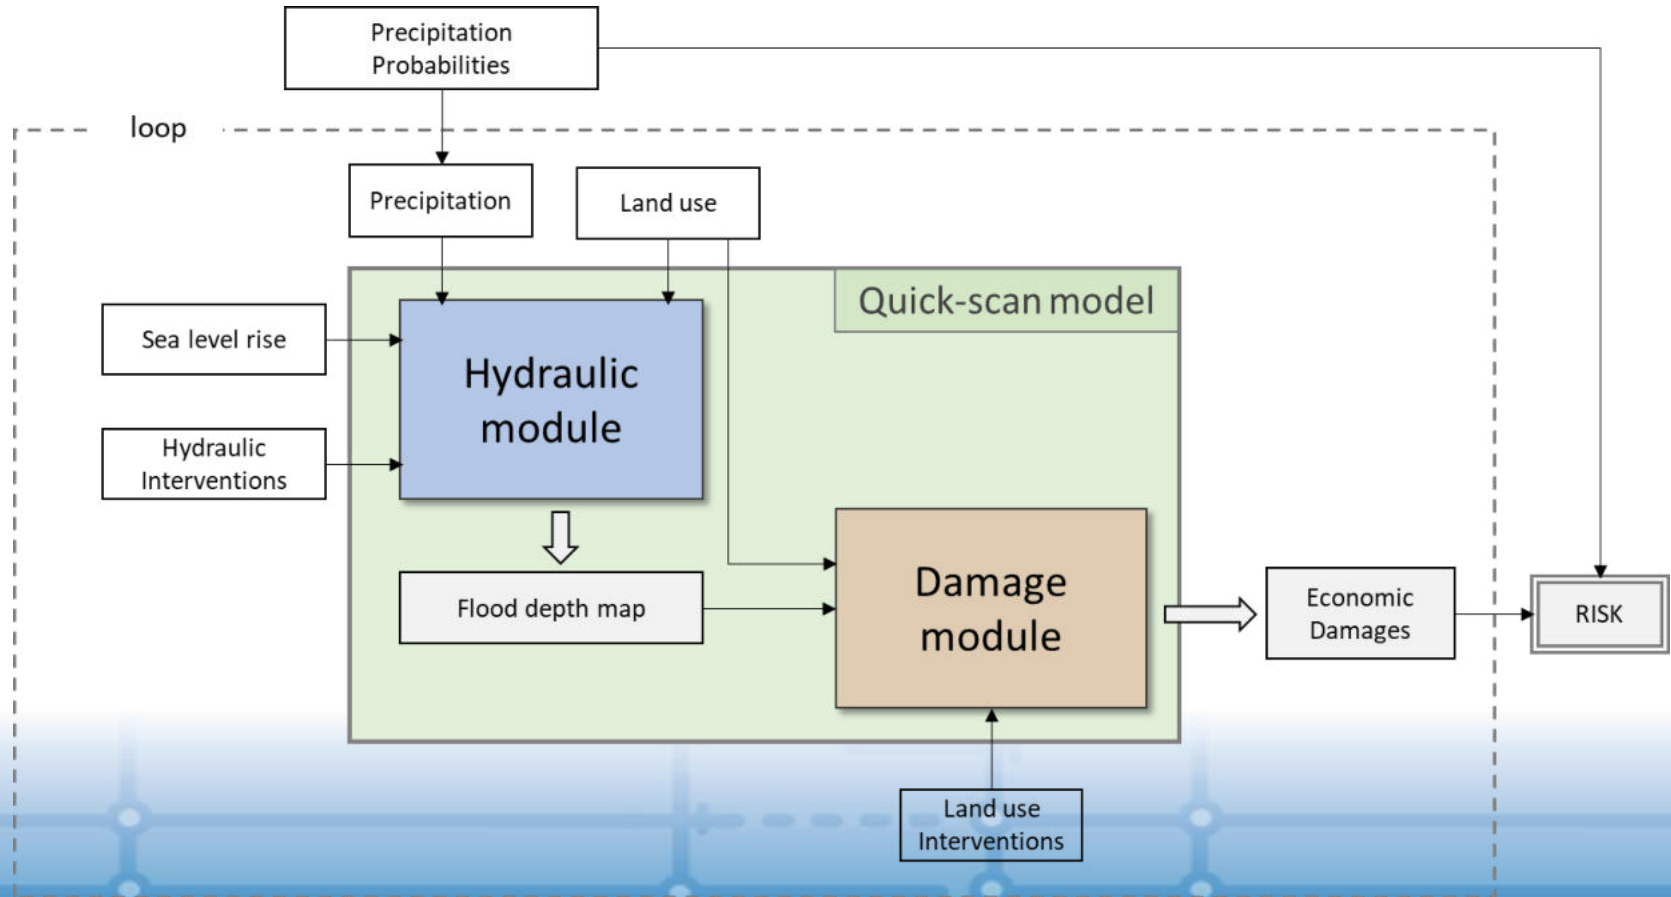 Precipitation
Probabilities
loop
Precipitation
Land use
Quick-scan model
Sea level rise
Hydraulic
module
Hydraulic
Interventions
Flood depth map
Damage
module
Economic
Damages
RISK
Land use
Interventions